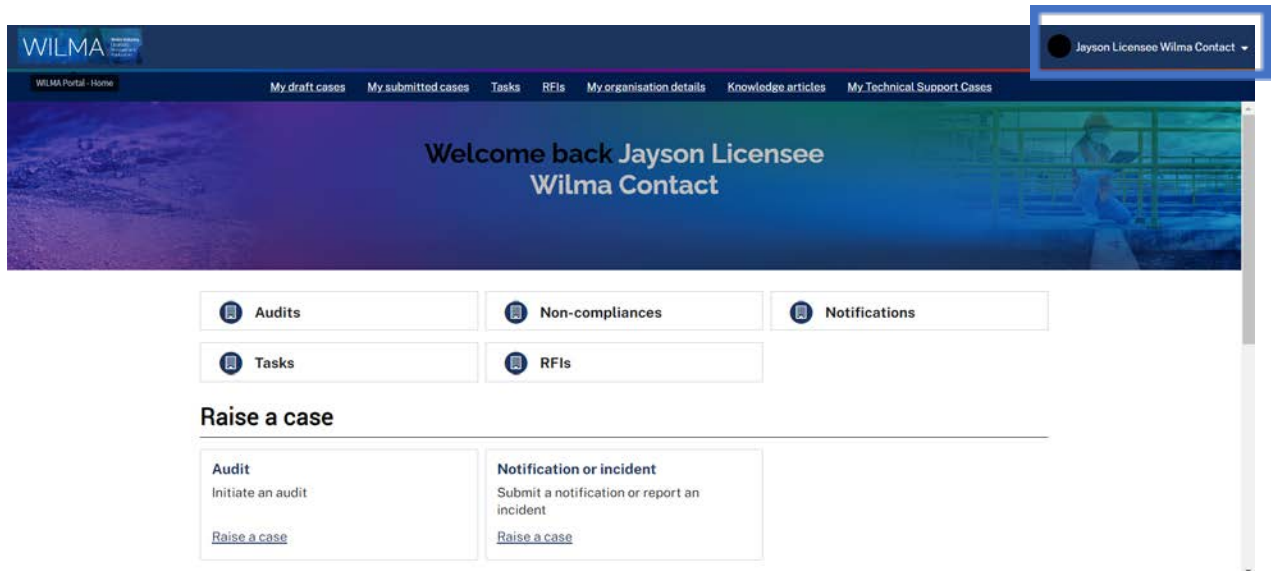 WILMA
Jayson Licensee Wilma Contact
WILMA Portal - Home
My draft cases My submitted cases Tasks RFIs My organisation details Knowledge articles My Technical Support Cases
Welcome back Jayson Licensee
Wilma Contact
Audits Non-compliances Notifications
Tasks RFIs
Raise a case
Audit
Initiate an audit
Raise a case
Notification or incident
Submit a notification or report an
incident
Raise a case